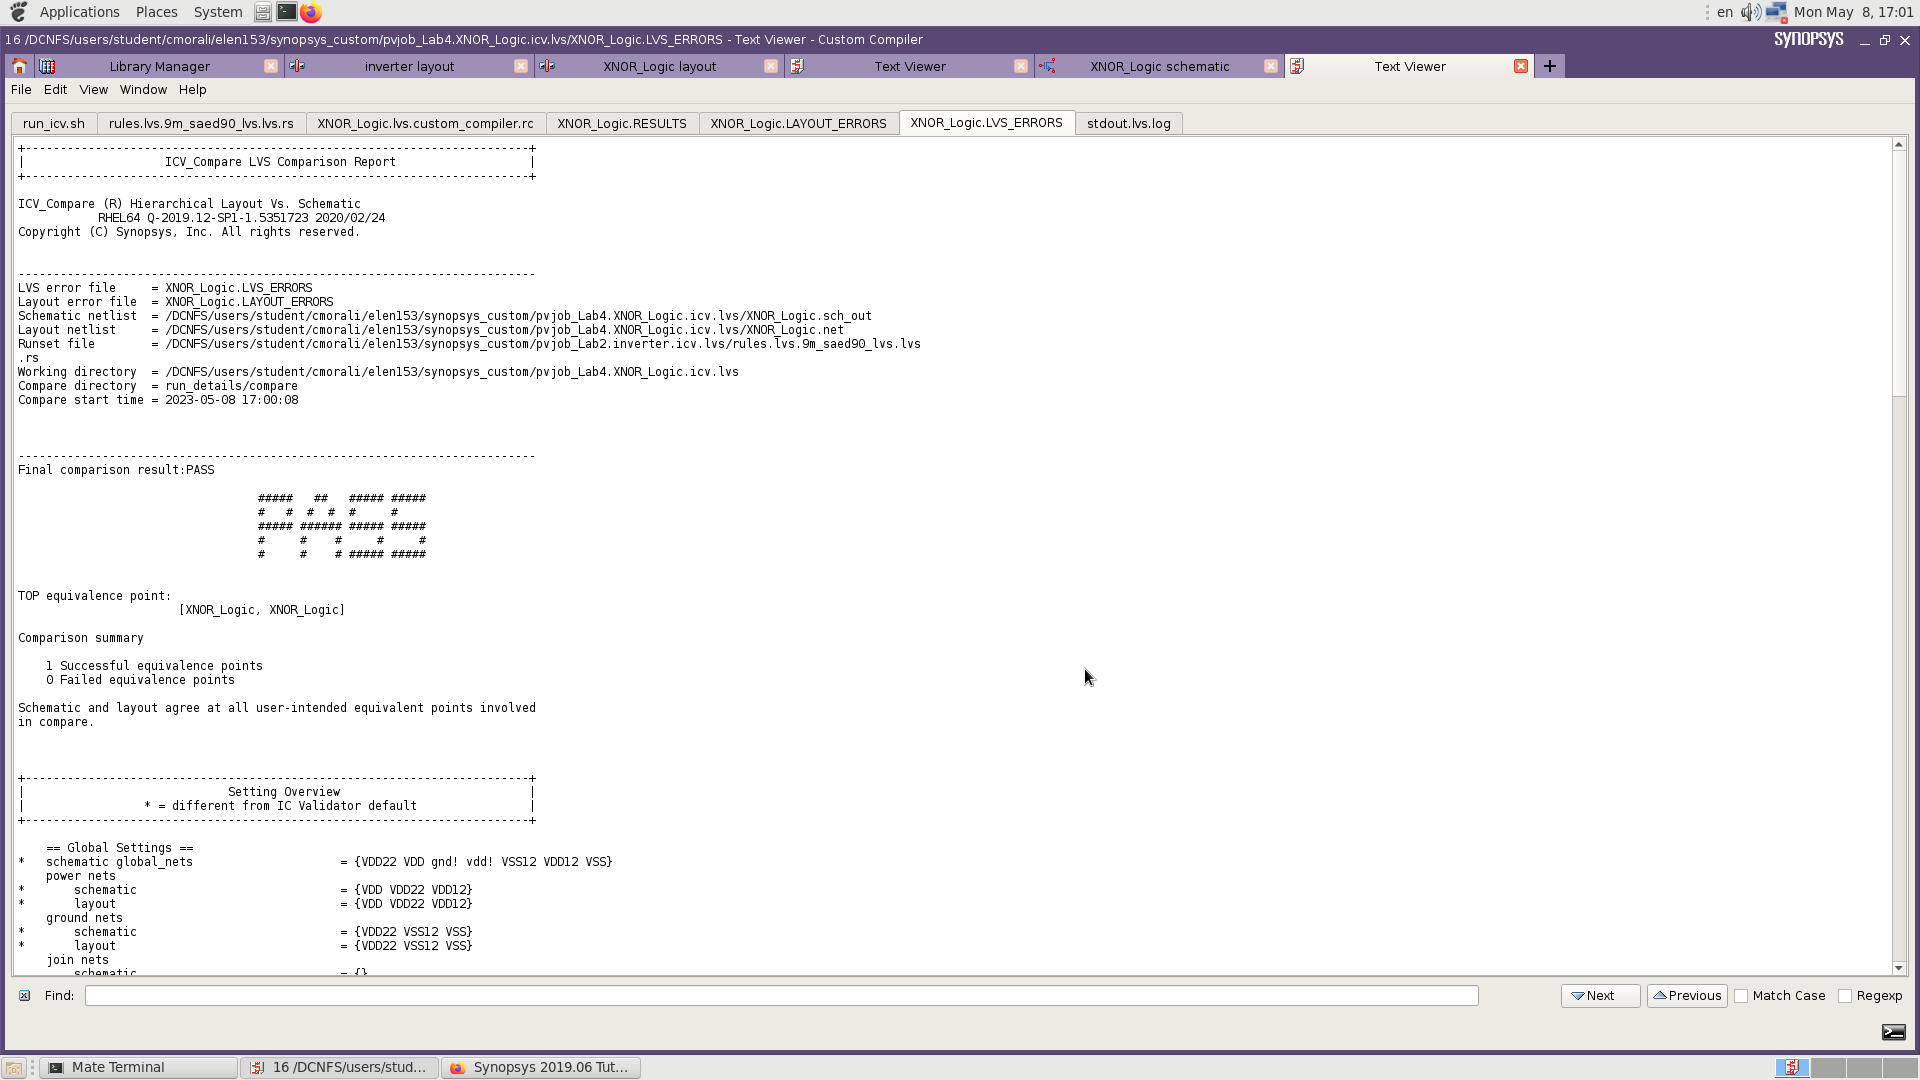 Applications Places System en Mon May 8, 17:01
16 /DCNFS/users/student/cmorali/elen153/synopsys_custom/pvjob_Lab4.XNOR_Logic.icv.lvs/XNOR_Logic.LVS_ERRORS - Text Viewer - Custom Compiler SYNOPSYS
Library Manager inverter layout XNOR_Logic layout Text Viewer XNOR_Logic schematic Text Viewer
File Edit View Window Help
run_icv.sh rules.lvs.9m_saed90_lvs.lvs.rs XNOR_Logic.lvs.custom_compiler.rc XNOR_Logic.RESULTS XNOR_Logic.LAYOUT_ERRORS XNOR_Logic.LVS_ERRORS stdout.lvs.log
+-------------------------------------------------------------------------+
| ICV_Compare LVS Comparison Report |
+-------------------------------------------------------------------------+
ICV_Compare (R) Hierarchical Layout Vs. Schematic
RHEL64 Q-2019.12-SP1-1.5351723 2020/02/24
Copyright (C) Synopsys, Inc. All rights reserved.
--------------------------------------------------------------------------
LVS error file = XNOR_Logic.LVS_ERRORS
Layout error file = XNOR_Logic.LAYOUT_ERRORS
Schematic netlist = /DCNFS/users/student/cmorali/elen153/synopsys_custom/pvjob_Lab4.XNOR_Logic.icv.lvs/XNOR_Logic.sch_out
Layout netlist = /DCNFS/users/student/cmorali/elen153/synopsys_custom/pvjob_Lab4.XNOR_Logic.icv.lvs/XNOR_Logic.net
Runset file = /DCNFS/users/student/cmorali/elen153/synopsys_custom/pvjob_Lab2.inverter.icv.lvs/rules.lvs.9m_saed90_lvs.lvs
.rs
Working directory = /DCNFS/users/student/cmorali/elen153/synopsys_custom/pvjob_Lab4.XNOR_Logic.icv.lvs
Compare directory = run_details/compare
Compare start time = 2023-05-08 17:00:08
--------------------------------------------------------------------------
Final comparison result:PASS
#####   ##   ##### #####
#   #  #  #  #     #
##### ###### ##### #####
#     #    #     #     #
#     #    # ##### #####
TOP equivalence point:
[XNOR_Logic, XNOR_Logic]
Comparison summary
1 Successful equivalence points
0 Failed equivalence points
Schematic and layout agree at all user-intended equivalent points involved
in compare.
+-------------------------------------------------------------------------+
| Setting Overview |
| * = different from IC Validator default |
+-------------------------------------------------------------------------+
== Global Settings ==
* schematic global_nets = {VDD22 VDD gnd! vdd! VSS12 VDD12 VSS}
power nets
* schematic = {VDD VDD22 VDD12}
* layout = {VDD VDD22 VDD12}
ground nets
* schematic = {VDD22 VSS12 VSS}
* layout = {VDD22 VSS12 VSS}
join nets
schematic = {}
Find: Next Previous Match Case Regexp
Mate Terminal 16 /DCNFS/users/stud... Synopsys 2019.06 Tut...